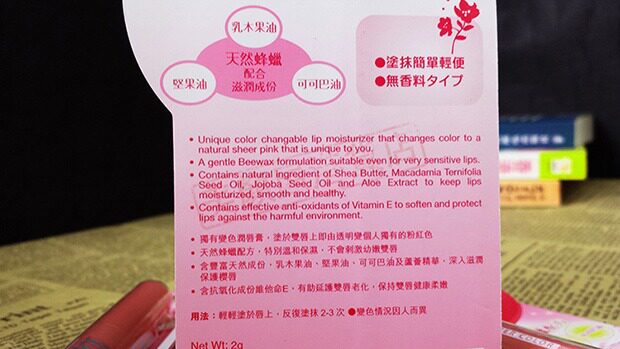 乳木果油
天然蜂蠟
配合
滋潤成份
堅果油
可可巴油
●塗抹簡單輕便
●無香料タイプ
• Unique color changable lip moisturizer that changes color to a
natural sheer pink that is unique to you.
• A gentle Beewax formulation suitable even for very sensitive lips.
• Contains natural ingredient of Shea Butter, Macadamia Ternifolia
Seed Oil, Jojoba Seed Oil and Aloe Extract to keep lips
moisturized, smooth and healthy.
• Contains effective anti-oxidants of Vitamin E to soften and protect
lips against the harmful environment.
• 獨有變色潤唇膏，塗於雙唇上即由透明變個人獨有的粉紅色
• 天然蜂蠟配方，特別溫和保濕，不會刺激幼嫩雙唇
• 含豐富天然成份，乳木果油、堅果油、可可巴油及蘆薈精華，深入滋潤
保護櫻唇
• 含抗氧化成份維他命E，有助延護雙唇老化，保持雙唇健康柔嫩
用法：輕輕塗於唇上，反復塗抹 2-3 次 ●變色情況因人而異
Net Wt: 2g